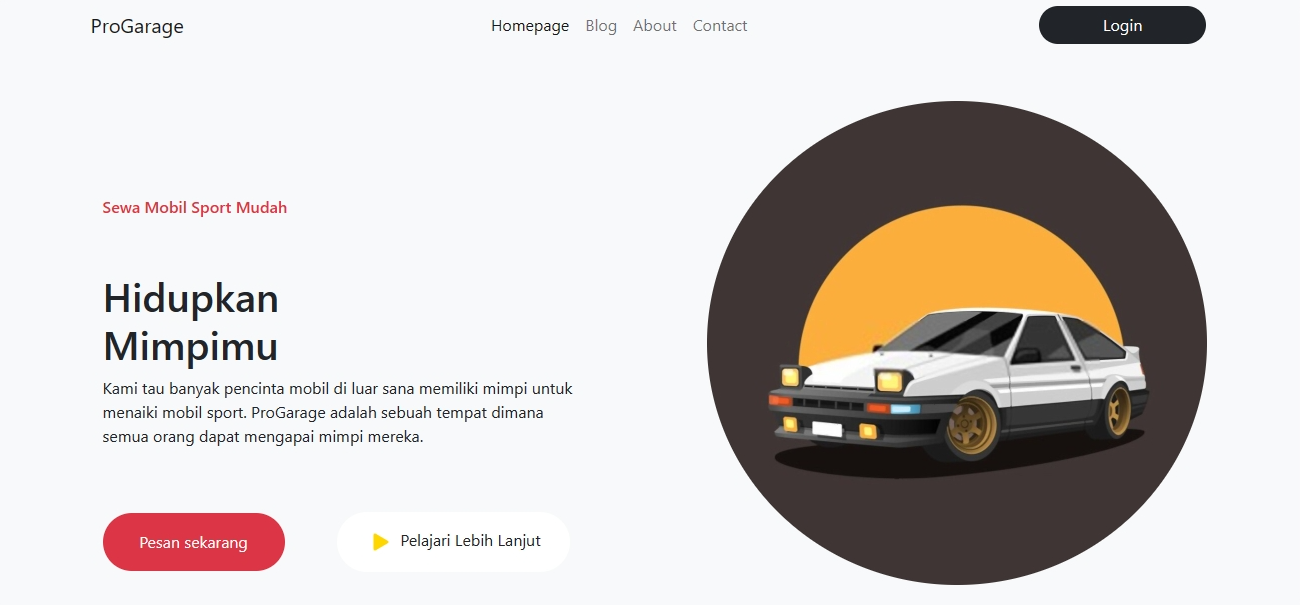 ProGarage
Homepage Blog About Contact
Login
Sewa Mobil Sport Mudah
Hidupkan
Mimpimu
Kami tau banyak pencinta mobil di luar sana memiliki mimpi untuk
menaiki mobil sport. ProGarage adalah sebuah tempat dimana
semua orang dapat mengapai mimpi mereka.
Pesan sekarang
Pelajari Lebih Lanjut